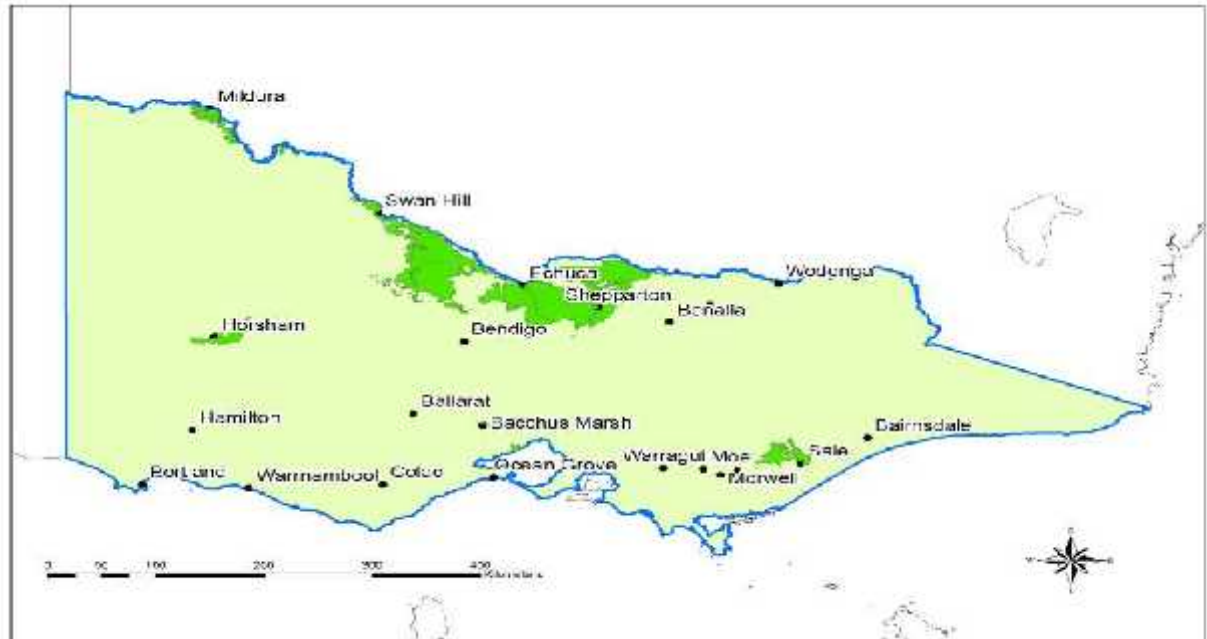 Mildura
Swan Hill
Echuca
Wodonga
Shepparton
Benalla
Horsham
Bendigo
Ballarat
Hamilton
Bacchus Marsh
Bairnsdale
Sale
Warragul Moe
Morwell
Ocean Grove
Colac
Warrnambool
Portland
0 100 200 300 400
Kilometers